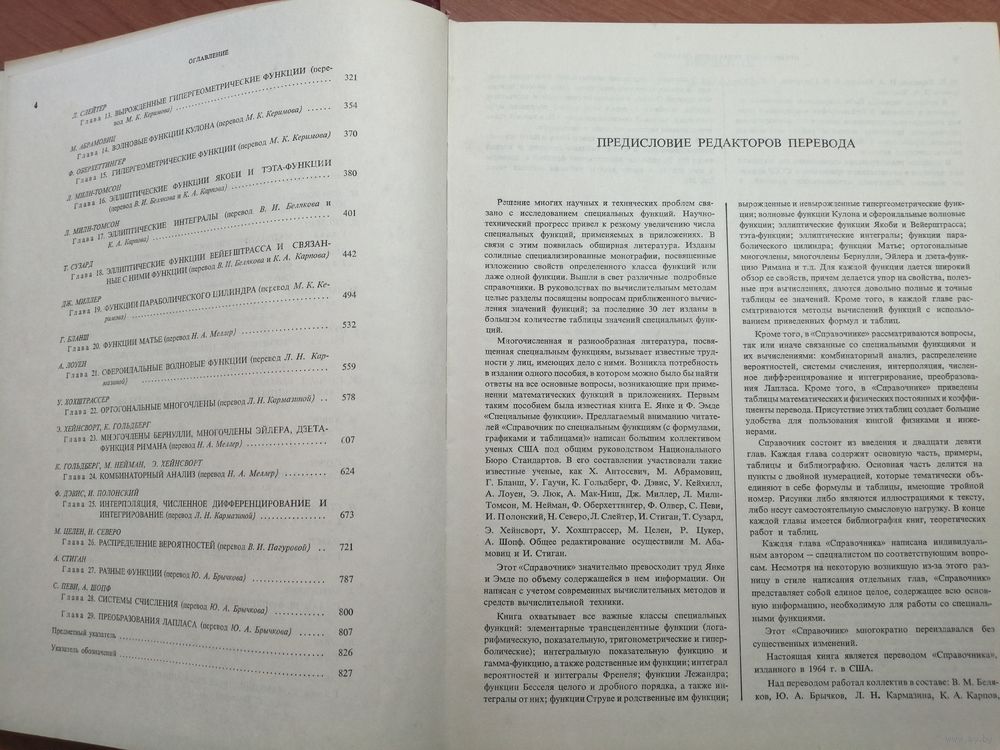 ОГЛАВЛЕНИЕ
4
Л. СЛЕЙТЕР
Глава 13. ВЫРОЖДЕННЫЕ ГИПЕРГЕОМЕТРИЧЕСКИЕ ФУНКЦИИ (пере-
вод М. К. Керимова) 321
М. АБРАМОВИЦ
Глава 14. ВОЛНОВЫЕ ФУНКЦИИ КУЛОНА (перевод М. К. Керимова) 354
Ф. ОБЕРХЕТТИНГЕР
Глава 15. ГИПЕРГЕОМЕТРИЧЕСКИЕ ФУНКЦИИ (перевод М. К. Керимова) 370
Л. МИЛН-ТОМСОН
Глава 16. ЭЛЛИПТИЧЕСКИЕ ФУНКЦИИ ЯКОБИ И ТЭТА-ФУНКЦИИ
(перевод В. И. Белякова и К. А. Карпова) 380
Л. МИЛН-ТОМСОН
Глава 17. ЭЛЛИПТИЧЕСКИЕ ИНТЕГРАЛЫ (перевод В. И. Белякова и
К. А. Карпова) 401
Т. СУЗАРД
Глава 18. ЭЛЛИПТИЧЕСКИЕ ФУНКЦИИ ВЕЙЕРШТРАССА И СВЯЗАН-
НЫЕ С НИМИ ФУНКЦИИ (перевод В. И. Белякова и К. А. Карпова) 442
ДЖ. МИЛЛЕР
Глава 19. ФУНКЦИИ ПАРАБОЛИЧЕСКОГО ЦИЛИНДРА (перевод М. К. Ке-
римова) 494
Г. БЛАНШ
Глава 20. ФУНКЦИИ МАТЬЕ (перевод Н. А. Меллер) 532
А. ЛОУЕН
Глава 21. СФЕРОИДАЛЬНЫЕ ВОЛНОВЫЕ ФУНКЦИИ (перевод Л. Н. Кар-
мазиной) 559
У. ХОХШТРАССЕР
Глава 22. ОРТОГОНАЛЬНЫЕ МНОГОЧЛЕНЫ (перевод Л. Н. Кармазиной) 578
Э. ХЕЙНСВОРТ, К. ГОЛЬДБЕРГ
Глава 23. МНОГОЧЛЕНЫ БЕРНУЛЛИ, МНОГОЧЛЕНЫ ЭЙЛЕРА, ДЗЕТА-
ФУНКЦИЯ РИМАНА (перевод Н. А. Меллер) 607
К. ГОЛЬДБЕРГ, М. НЕЙМАН, Э. ХЕЙНСВОРТ
Глава 24. КОМБИНАТОРНЫЙ АНАЛИЗ (перевод Н. А. Меллер) 624
Ф. ДЭВИС, И. ПОЛОНСКИЙ
Глава 25. ИНТЕРПОЛЯЦИЯ, ЧИСЛЕННОЕ ДИФФЕРЕНЦИРОВАНИЕ И
ИНТЕГРИРОВАНИЕ (перевод Л. Н. Кармазиной) 673
М. ЦЕЛЕН, Н. СЕВЕРО
Глава 26. РАСПРЕДЕЛЕНИЕ ВЕРОЯТНОСТЕЙ (перевод В. И. Пагуровой) 721
А. СТИГАН
Глава 27. РАЗНЫЕ ФУНКЦИИ (перевод Ю. А. Брычкова) 787
С. ПЕВИ, А. ШОПФ
Глава 28. СИСТЕМЫ СЧИСЛЕНИЯ (перевод Ю. А. Брычкова) 800
Глава 29. ПРЕОБРАЗОВАНИЯ ЛАПЛАСА (перевод Ю. А. Брычкова) 807
Предметный указатель 826
Указатель обозначений 827
ПРЕДИСЛОВИЕ РЕДАКТОРОВ ПЕРЕВОДА
Решение многих научных и технических проблем свя-
зано с исследованием специальных функций. Научно-
технический прогресс привел к резкому увеличению числа
специальных функций, применяемых в приложениях. В
связи с этим появилась обширная литература. Изданы
солидные специализированные монографии, посвященные
изложению свойств определенного класса функций или
даже одной функции. Вышли в свет различные подобные
справочники. В руководствах по вычислительным методам
целые разделы посвящены вопросам приближенного вычис-
ления значений функций; за последние 30 лет изданы в
большом количестве таблицы значений специальных функ-
ций.
Многочисленная и разнообразная литература, посвя-
щенная специальным функциям, вызывает известные труд-
ности у лиц, имеющих дело с ними. Возникла потребность
в издании одного пособия, в котором можно было бы найти
ответы на все основные вопросы, возникающие при приме-
нении математических функций в приложениях. Первым
таким пособием была известная книга Е. Янке и Ф. Эмде
«Специальные функции». Предлагаемый вниманию чита-
телей «Справочник по специальным функциям (с формулами,
графиками и таблицами)» написан большим коллективом
ученых США под общим руководством Национального
Бюро Стандартов. В его составлении участвовали такие
известные ученые, как Х. Антосевич, М. Абрамовиц,
Г. Бланш, У. Гаучи, К. Гольдберг, Ф. Дэвис, У. Кейхилл,
А. Лоуен, Э. Люк, А. Мак-Ниш, Дж. Миллер, Л. Милн-
Томсон, М. Нейман, Ф. Оберхеттингер, Ф. Олвер, С. Певи,
И. Полонский, Н. Северо, Л. Слейтер, И. Стиган, Т. Сузард,
Э. Хейнсворт, У. Хохштрассер, М. Целен, Р. Цукер,
А. Шопф. Общее редактирование осуществили М. Аба-
мовиц и И. Стиган.
Этот «Справочник» значительно превосходит труд Янке
и Эмде по объему содержащейся в нем информации. Он
написан с учетом современных вычислительных методов и
средств вычислительной техники.
Книга охватывает все важные классы специальных
функций: элементарные трансцендентные функции (лога-
рифмическую, показательную, тригонометрические и гипер-
болические); интегральную показательную функцию и
гамма-функцию, а также родственные им функции; интеграл
вероятностей и интегралы Френеля; функции Лежандра;
функции Бесселя целого и дробного порядка, а также ин-
тегралы от них; функции Струве и родственные им функции;
вырожденные и невырожденные гипергеометрические функ-
ции; волновые функции Кулона и сфероидальные волновые
функции; эллиптические функции Якоби и Вейерштрасса;
тэта-функции; эллиптические интегралы; функции пара-
болического цилиндра; функции Матье; ортогональные
многочлены, многочлены Бернулли, Эйлера и дзета-функ-
цию Римана и т.п. Для каждой функции дается широкий
обзор ее свойств, причем делается упор на свойства, полез-
ные при вычислениях, даются довольно полные и точные
таблицы ее значений. Кроме того, в каждой главе рас-
сматриваются методы вычислений функций с исполь-
зованием приведенных формул и таблиц.
Кроме того, в «Справочнике» рассматриваются вопросы,
так или иначе связанные со специальными функциями и
их вычислениями: комбинаторный анализ, распределение
вероятностей, системы счисления, интерполяция, числен-
ное дифференцирование и интегрирование, преобразова-
ния Лапласа. Кроме того, в «Справочнике» приведены
таблицы математических и физических постоянных и коэффи-
циенты перевода. Присутствие этих таблиц создает большие
удобства для пользования книгой физиками и инже-
нерами.
Справочник состоит из введения и двадцати девяти
глав. Каждая глава содержит основную часть, примеры,
таблицы и библиографию. Основная часть делится на
пункты с двойной нумерацией, которые тематически объ-
единяют в себе формулы и таблицы, имеющие тройной
номер. Рисунки либо являются иллюстрациями к тексту,
либо несут самостоятельную смысловую нагрузку. В конце
каждой главы имеется библиография книг, теоретических
работ и таблиц.
Каждая глава «Справочника» написана индивидуаль-
ным автором – специалистом по соответствующим вопро-
сам. Несмотря на некоторую возникшую из-за этого раз-
ницу в стиле написания отдельных глав, «Справочник»
представляет собой единое целое, содержащее всю основ-
ную информацию, необходимую для работы со специаль-
ными функциями.
Этот «Справочник» многократно переиздавался без
существенных изменений.
Настоящая книга является переводом «Справочника»,
изданного в 1964 г. в США.
Над переводом работал коллектив в составе: В. М. Беля-
ков, Ю. А. Брычков, Л. Н. Кармазина, К. А. Карпов,